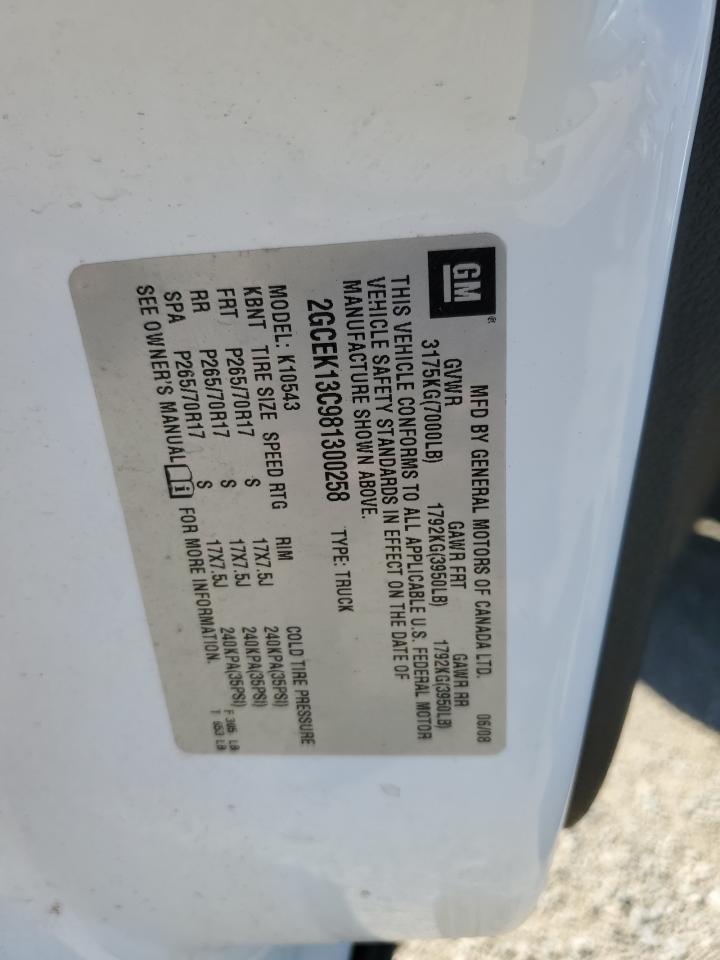 GM ®
MFD BY GENERAL MOTORS OF CANADA LTD. 06/08
GVWR GAWR FRT GAWR RR
3175KG(7000LB) 1792KG(3950LB) 1792KG(3950LB)
THIS VEHICLE CONFORMS TO ALL APPLICABLE U.S. FEDERAL MOTOR
VEHICLE SAFETY STANDARDS IN EFFECT ON THE DATE OF
MANUFACTURE SHOWN ABOVE.
2GCEK13C981300258 TYPE: TRUCK
MODEL: K10543
KBNT TIRE SIZE SPEED RTG RIM COLD TIRE PRESSURE
FRT P265/70R17 S 17X7.5J 240KPA(35PSI)
RR P265/70R17 S 17X7.5J 240KPA(35PSI)
SPA P265/70R17 S 17X7.5J 240KPA(35PSI)
SEE OWNER'S MANUAL FOR MORE INFORMATION.
F 305 LB
T 653 LB